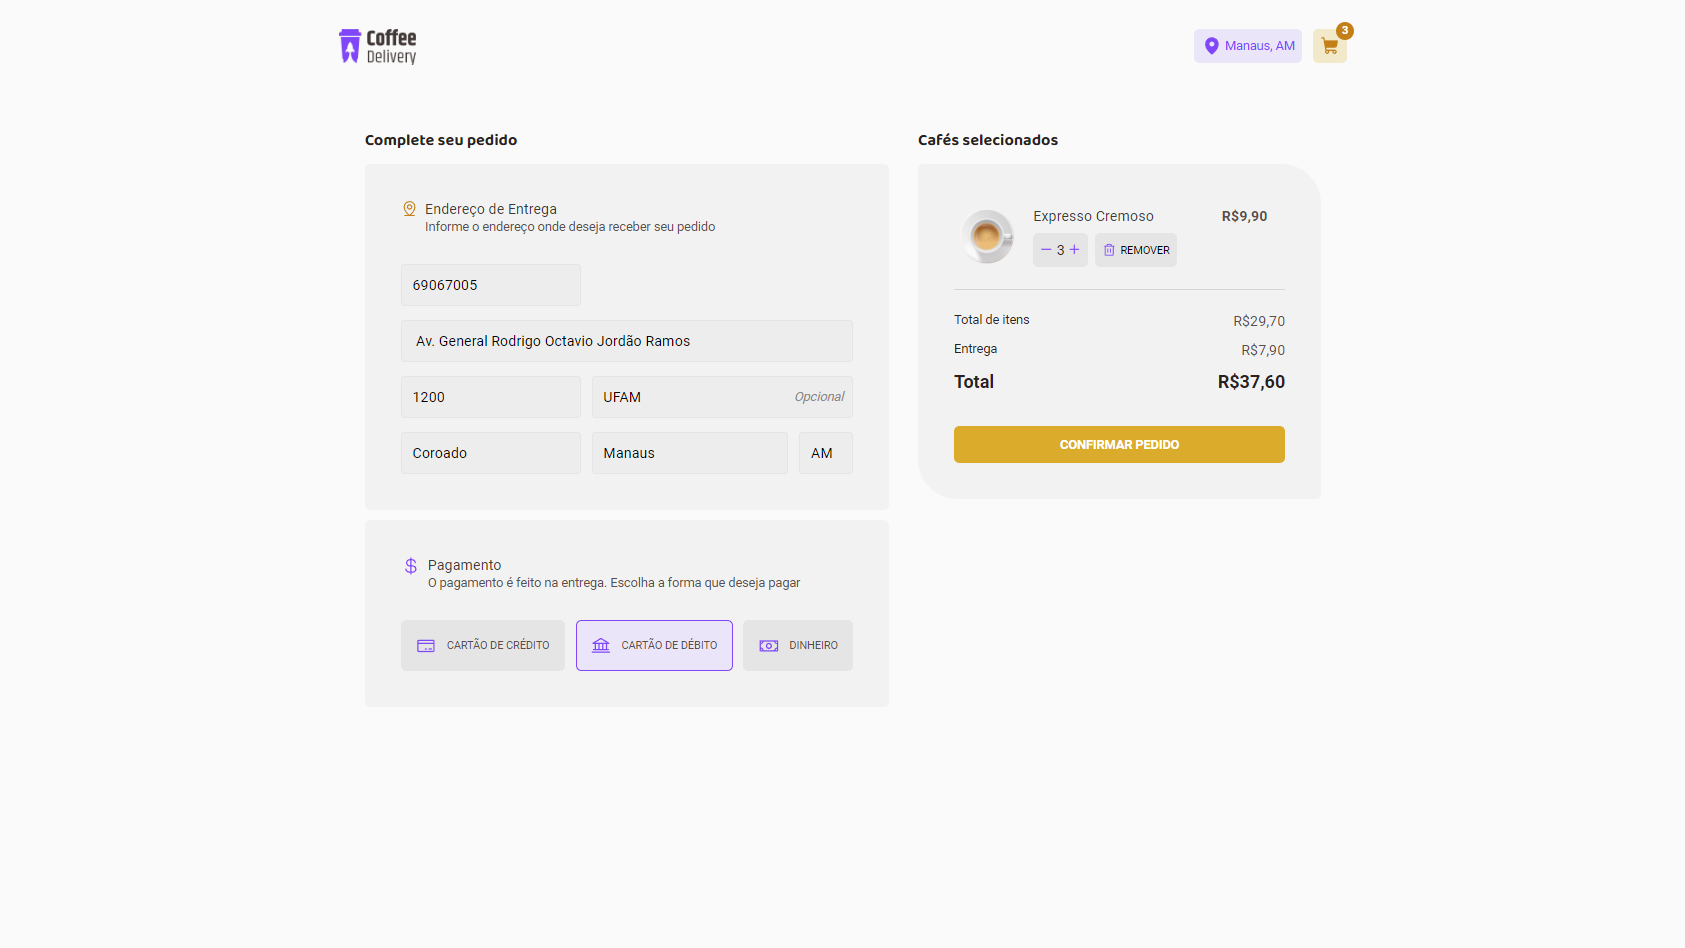 Coffee
Delivery
Manaus, AM
3
Complete seu pedido
Endereço de Entrega
Informe o endereço onde deseja receber seu pedido
69067005
Av. General Rodrigo Octavio Jordão Ramos
1200
UFAM
Opcional
Coroado
Manaus
AM
Pagamento
O pagamento é feito na entrega. Escolha a forma que deseja pagar
CARTÃO DE CRÉDITO
CARTÃO DE DÉBITO
DINHEIRO
Cafés selecionados
Expresso Cremoso
R$9,90
3
REMOVER
Total de itens
R$29,70
Entrega
R$7,90
Total
R$37,60
CONFIRMAR PEDIDO